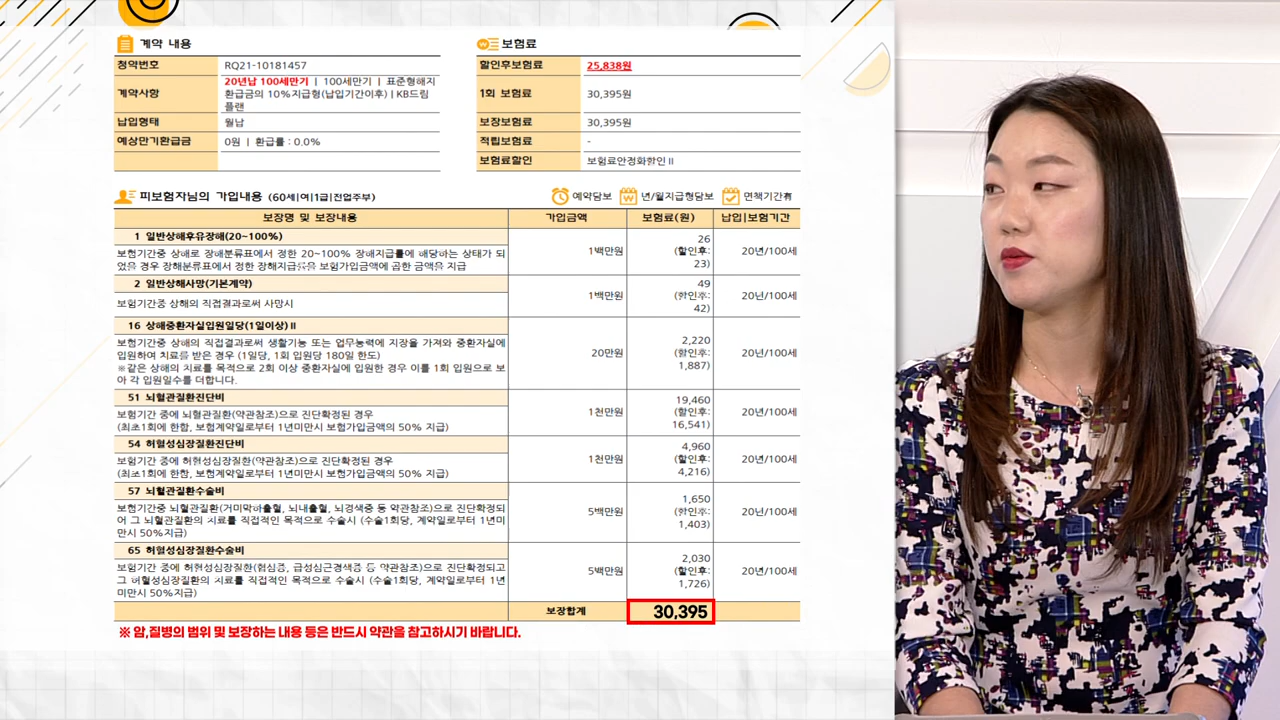 계약 내용
청약번호 RQ21-10181457
계약사항 20년납 100세만기 | 100세만기 | 표준형해지
환급금의 10%지급형(납입기간이후) | KB드림
플랜
납입형태 월납
예상만기환급금 0원 | 환급률 : 0.0%
보험료
할인후보험료 25,838원
1회 보험료 30,395원
보장보험료 30,395원
적립보험료 -
보험료할인 보험료안정화할인 II
피보험자님의 가입내용 (60세|여|1급|전업주부)
예약담보 년/월지급형담보 면책기간有
보장명 및 보장내용 가입금액 보험료(원) 납입|보험기간
1 일반상해후유장해(20~100%)
보험기간중 상해로 장해분류표에서 정한 20~100% 장해지급률에 해당하는 상태가 되
었을 경우 장해분류표에서 정한 장해지급률을 보험가입금액에 곱한 금액을 지급
1백만원
26
(할인후:
23)
20년/100세
2 일반상해사망(기본계약)
보험기간중 상해의 직접결과로써 사망시
1백만원
49
(할인후:
42)
20년/100세
16 상해중환자실입원일당(1일이상) II
보험기간중 상해의 직접결과로써 생활기능 또는 업무능력에 지장을 가져와 중환자실에
입원하여 치료를 받은 경우 (1일당, 1회 입원당 180일 한도)
※같은 상해의 치료를 목적으로 2회 이상 중환자실에 입원한 경우 이를 1회 입원으로 보
아 각 입원일수를 더합니다.
20만원
2,220
(할인후:
1,887)
20년/100세
51 뇌혈관질환진단비
보험기간 중에 뇌혈관질환(약관참조)으로 진단확정된 경우
(최초1회에 한함, 보험계약일로부터 1년미만시 보험가입금액의 50% 지급)
1천만원
19,460
(할인후:
16,541)
20년/100세
54 허혈성심장질환진단비
보험기간 중에 허혈성심장질환(약관참조)으로 진단확정된 경우
(최초1회에 한함, 보험계약일로부터 1년미만시 보험가입금액의 50% 지급)
1천만원
4,960
(할인후:
4,216)
20년/100세
57 뇌혈관질환수술비
보험기간중 뇌혈관질환(거미막하출혈, 뇌내출혈, 뇌경색증 등 약관참조)으로 진단확정되
어 그 뇌혈관질환의 치료를 직접적인 목적으로 수술시 (수술1회당, 계약일로부터 1년미
만시 50%지급)
5백만원
1,650
(할인후:
1,403)
20년/100세
65 허혈성심장질환수술비
보험기간 중에 허혈성심장질환(협심증, 급성심근경색증 등 약관참조)으로 진단확정되고
그 허혈성심장질환의 치료를 직접적인 목적으로 수술시 (수술1회당, 계약일로부터 1년
미만시 50%지급)
5백만원
2,030
(할인후:
1,726)
20년/100세
보장합계 30,395
※ 암,질병의 범위 및 보장하는 내용 등은 반드시 약관을 참고하시기 바랍니다.